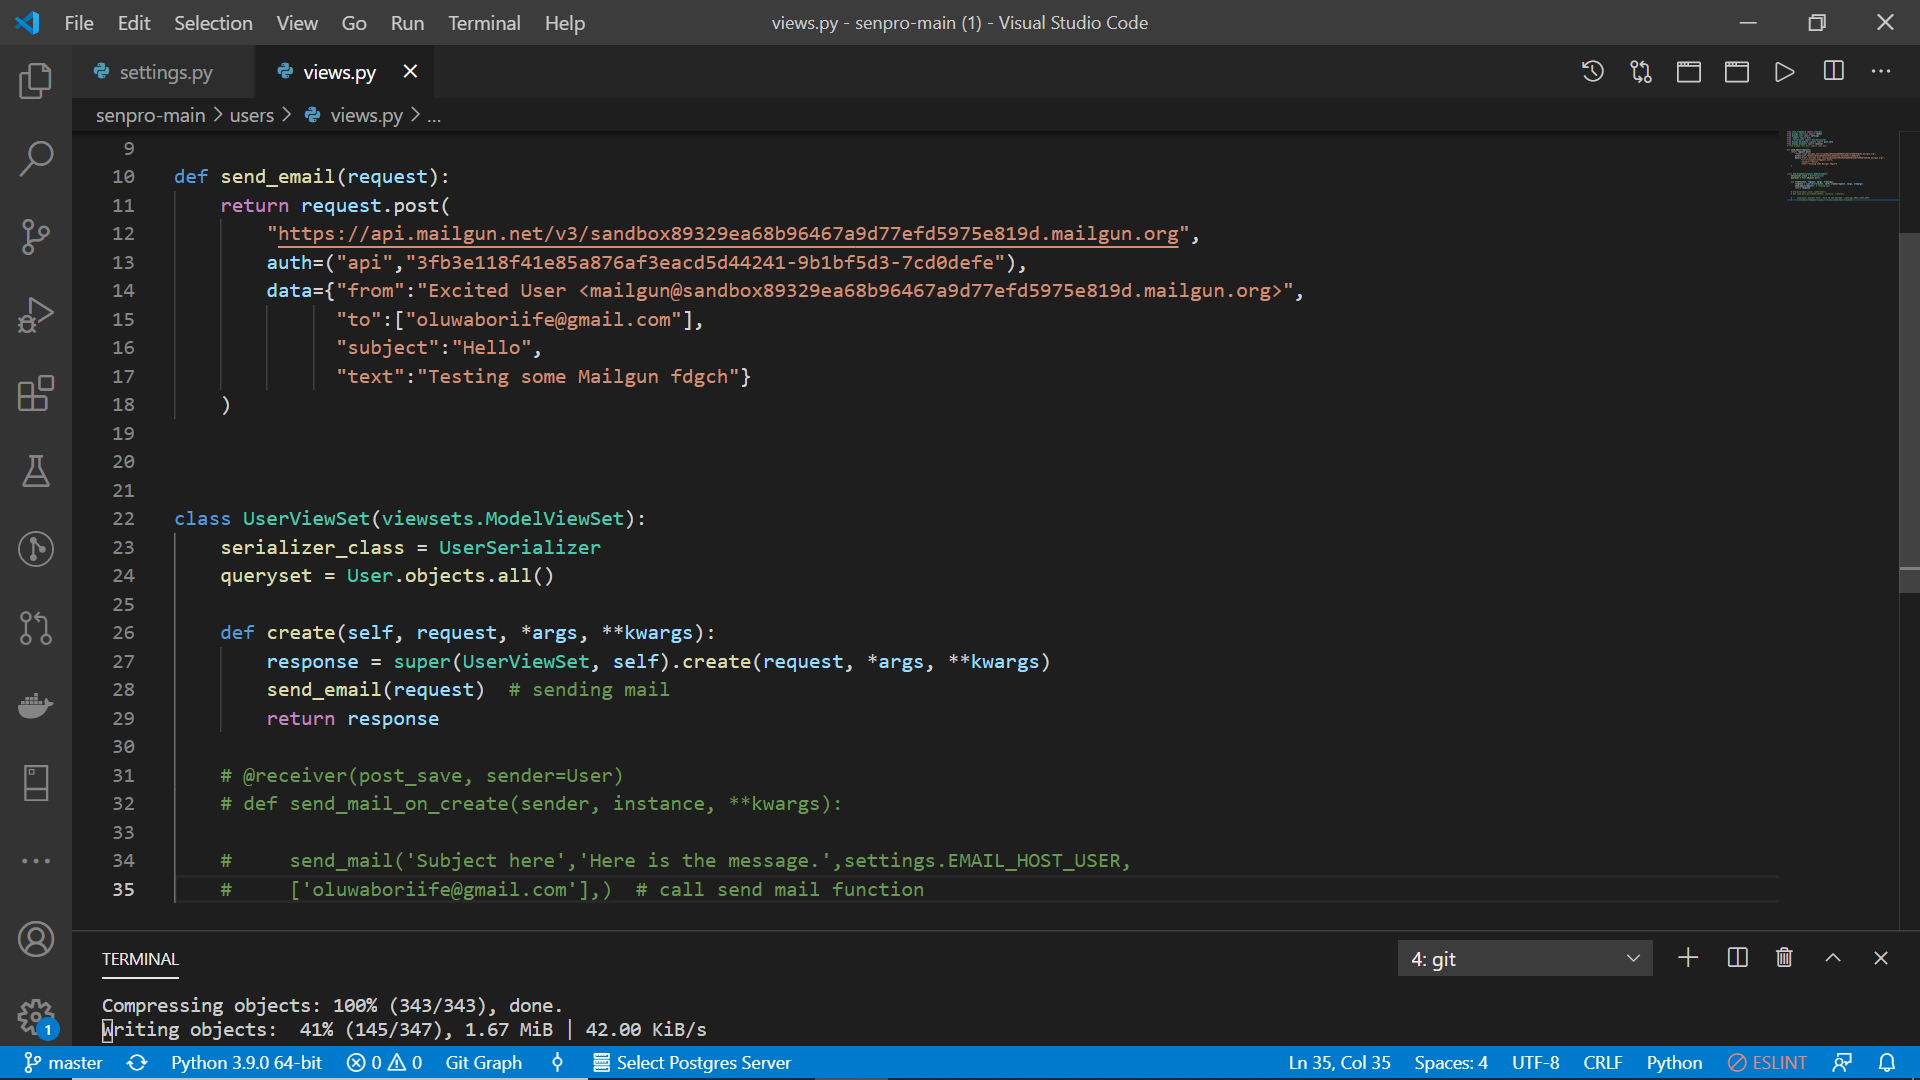 File Edit Selection View Go Run Terminal Help
views.py - senpro-main (1) - Visual Studio Code
settings.py
views.py
senpro-main > users > views.py > ...
9
10 def send_email(request):
11 return request.post(
12 "https://api.mailgun.net/v3/sandbox89329ea68b96467a9d77efd5975e819d.mailgun.org",
13 auth=("api","3fb3e118f41e85a876af3eacd5d44241-9b1bf5d3-7cd0defe"),
14 data={"from":"Excited User <mailgun@sandbox89329ea68b96467a9d77efd5975e819d.mailgun.org>",
15 "to":["oluwaboriife@gmail.com"],
16 "subject":"Hello",
17 "text":"Testing some Mailgun fdgch"}
18 )
19
20
21
22 class UserViewSet(viewsets.ModelViewSet):
23 serializer_class = UserSerializer
24 queryset = User.objects.all()
25
26 def create(self, request, *args, **kwargs):
27 response = super(UserViewSet, self).create(request, *args, **kwargs)
28 send_email(request)  # sending mail
29 return response
30
31 # @receiver(post_save, sender=User)
32 # def send_mail_on_create(sender, instance, **kwargs):
33
34 #     send_mail('Subject here','Here is the message.',settings.EMAIL_HOST_USER,
35 #     ['oluwaboriife@gmail.com'],)  # call send mail function
TERMINAL
4: git
Compressing objects: 100% (343/343), done.
Writing objects:  41% (145/347), 1.67 MiB | 42.00 KiB/s
1
master
Python 3.9.0 64-bit
0
0
Git Graph
Select Postgres Server
Ln 35, Col 35
Spaces: 4
UTF-8
CRLF
Python
ESLINT